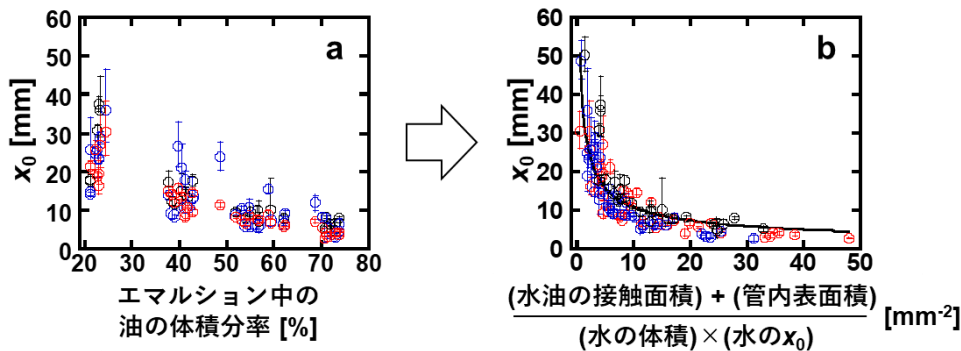 a
x₀ [mm]
60
50
40
30
20
10
0
20 30 40 50 60 70 80
エマルション中の
油の体積分率 [%]
b
x₀ [mm]
60
50
40
30
20
10
0
0 10 20 30 40 50
(水油の接触面積) + (管内表面積)
(水の体積)×(水のx₀)
[mm⁻²]